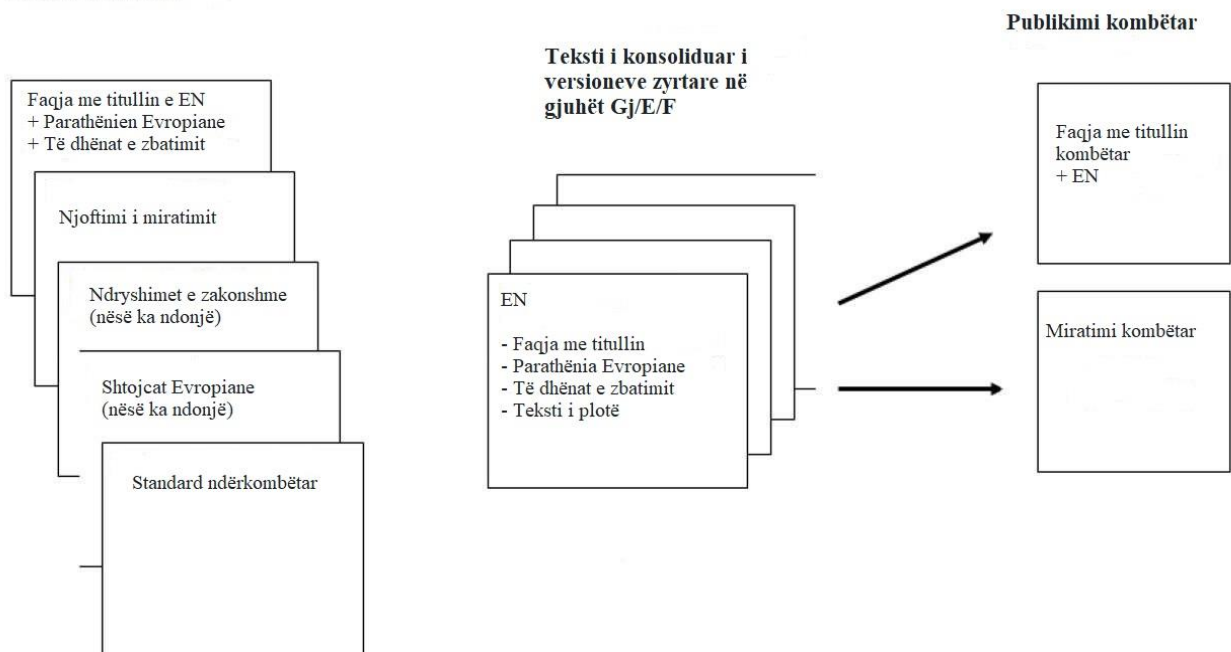 Publikimi kombëtar
Teksti i konsoliduar i
versioneve zyrtare në
gjuhët Gj/E/F
Faqja me titullin e EN
+ Parathënien Evropiane
+ Të dhënat e zbatimit
Njoftimi i miratimit
Ndryshimet e zakonshme
(nësë ka ndonjë)
Shtojcat Evropiane
(nësë ka ndonjë)
Standard ndërkombëtar
EN
- Faqja me titullin
- Parathënia Evropiane
- Të dhënat e zbatimit
- Teksti i plotë
Faqja me titullin
kombëtar
+ EN
Miratimi kombëtar